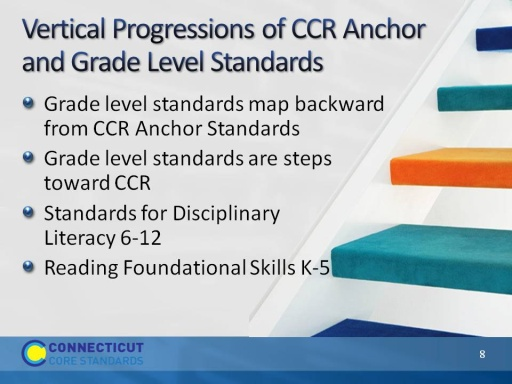 Vertical Progressions of CCR Anchor
and Grade Level Standards
Grade level standards map backward
from CCR Anchor Standards
Grade level standards are steps
toward CCR
Standards for Disciplinary
Literacy 6-12
Reading Foundational Skills K-5
CONNECTICUT
CORE STANDARDS
8